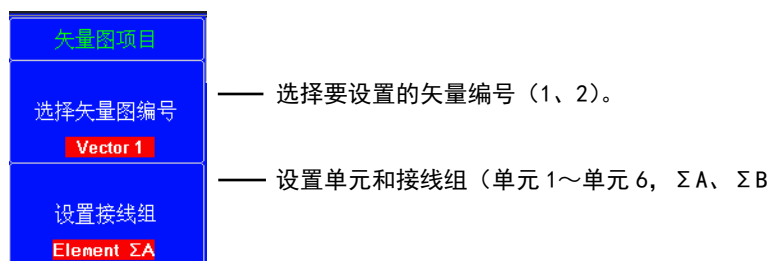 矢量图项目
选择矢量图编号
Vector 1
选择要设置的矢量编号（1、2）。
设置接线组
Element ΣA
设置单元和接线组（单元 1～单元 6, ΣA、ΣB